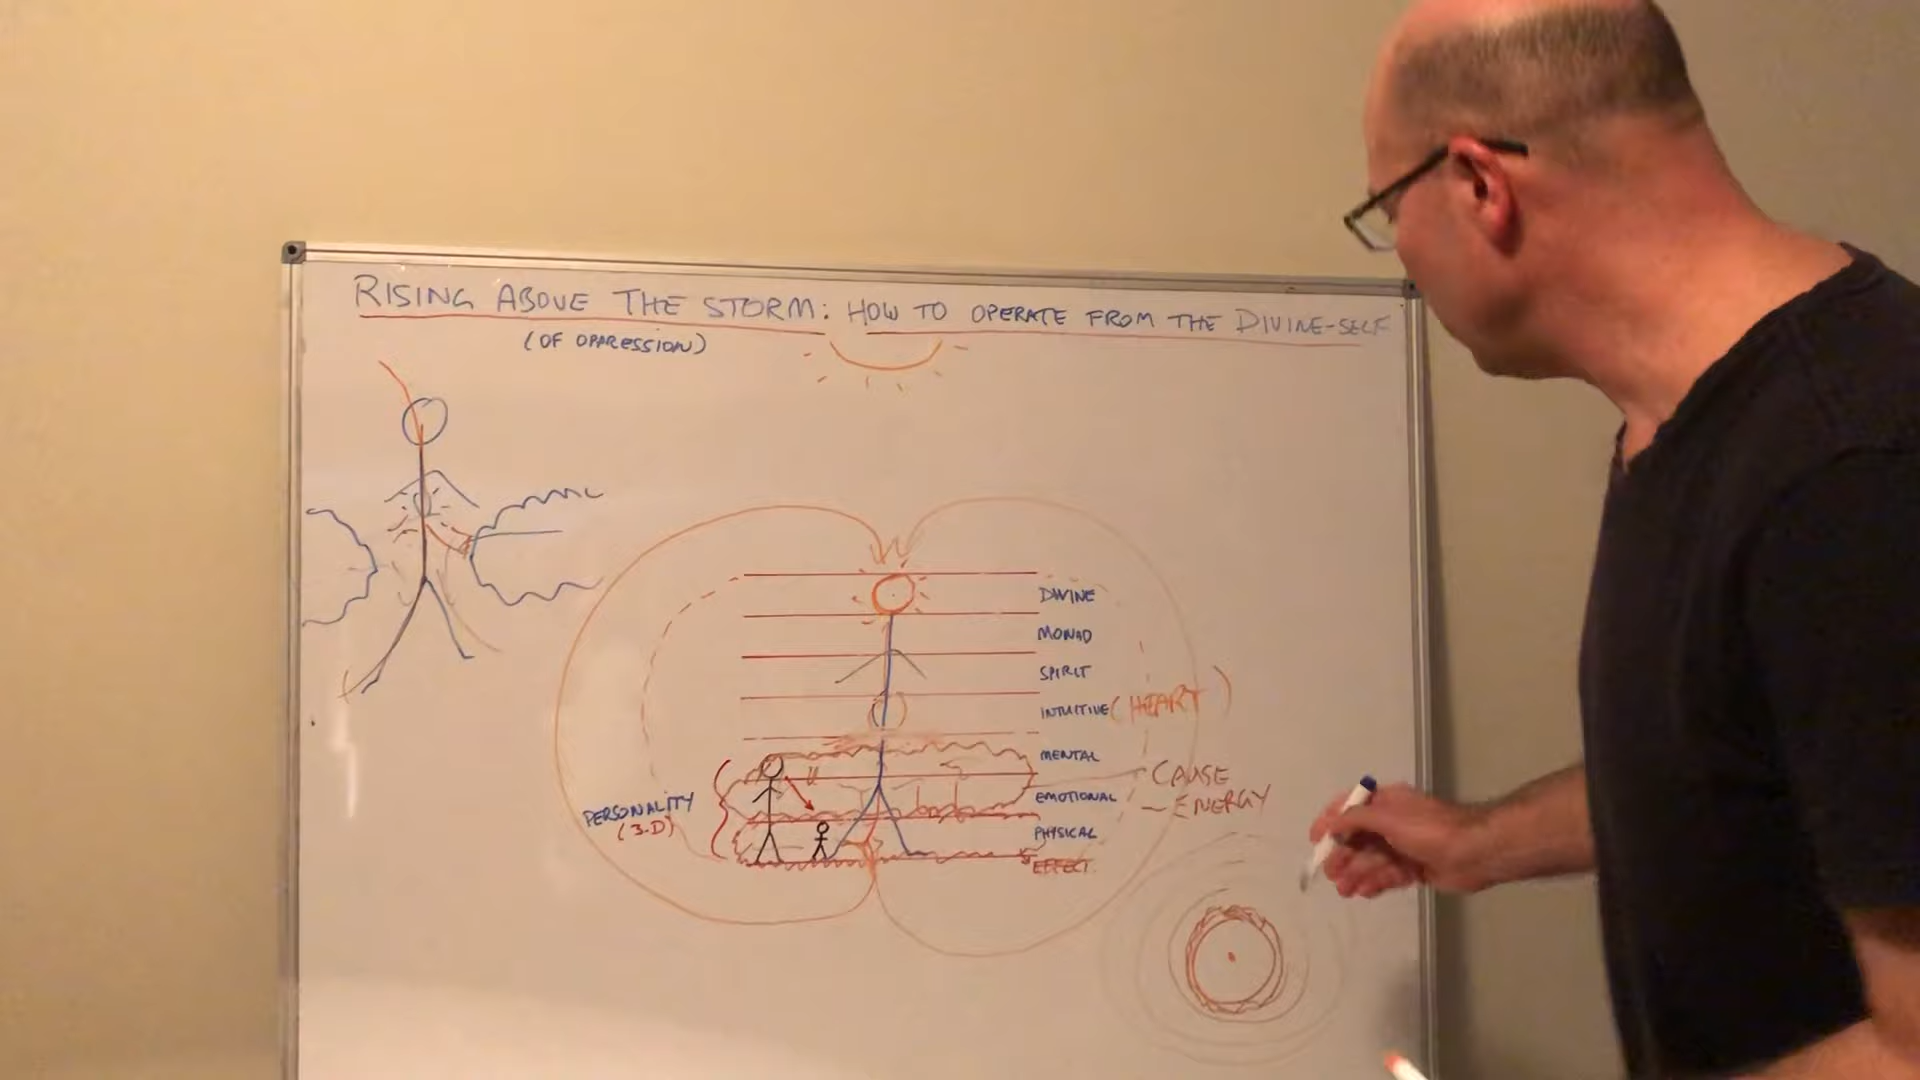 RISING ABOVE THE STORM: HOW TO OPERATE FROM THE DIVINE-SELF
(OF OPPRESSION)
DIVINE
MONAD
SPIRIT
INTUITIVE (HEART)
MENTAL
CAUSE
EMOTIONAL
- ENERGY
PERSONALITY
(3.D)
PHYSICAL
EFFECT